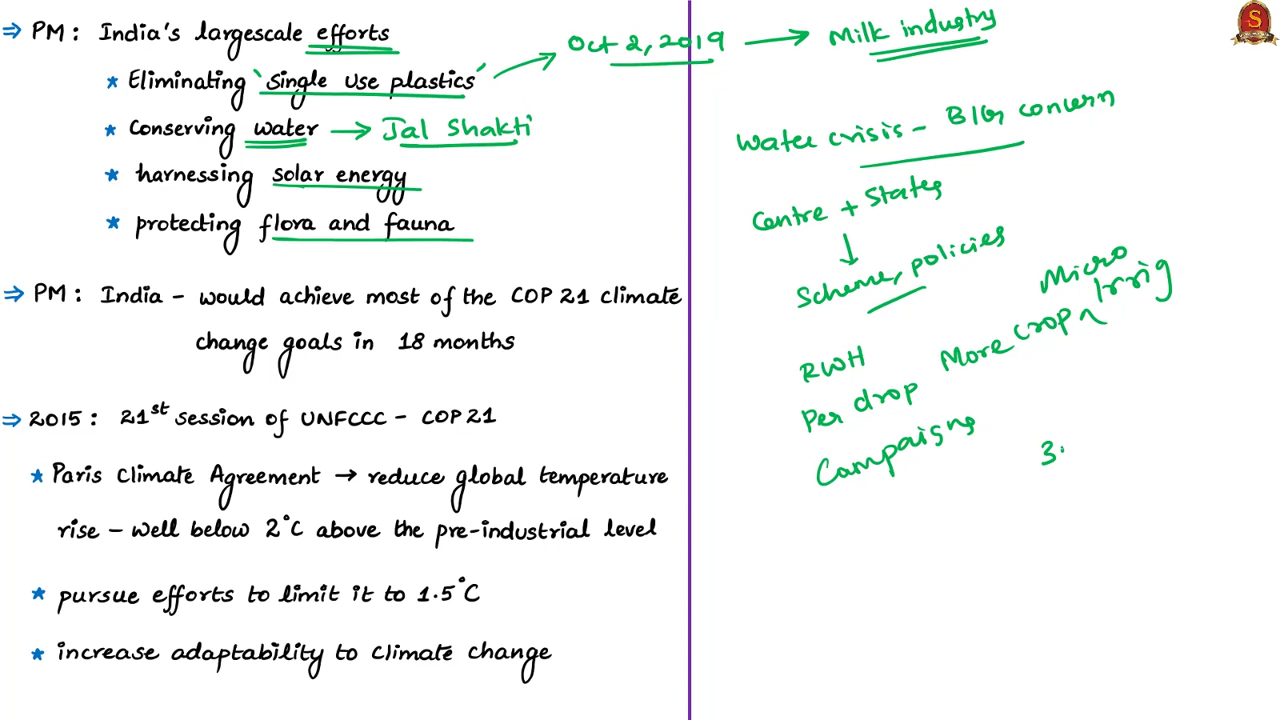 ⇒ PM: India's largescale efforts
* Eliminating 'single use plastics' → Oct 2, 2019 → Milk industry
* Conserving water → Jal Shakti
* harnessing solar energy
* protecting flora and fauna
⇒ PM: India - would achieve most of the COP 21 climate
change goals in 18 months
⇒ 2015: 21st session of UNFCCC - COP 21
* Paris Climate Agreement → reduce global temperature
rise - well below 2°C above the pre-industrial level
* pursue efforts to limit it to 1.5°C
* increase adaptability to climate change
Water crisis - Big concern
Centre + States
↓
Scheme, policies
RWH
Per drop More crop Micro
Irrig
Campaigns
3.
S